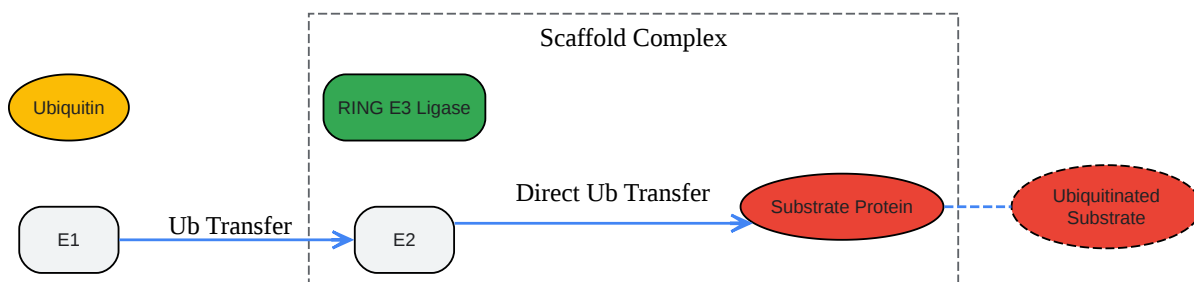 Scaffold Complex
Ubiquitin
RING E3 Ligase
Direct Ub Transfer
Substrate Protein
Ubiquitinated
Substrate
E1
Ub Transfer
E2